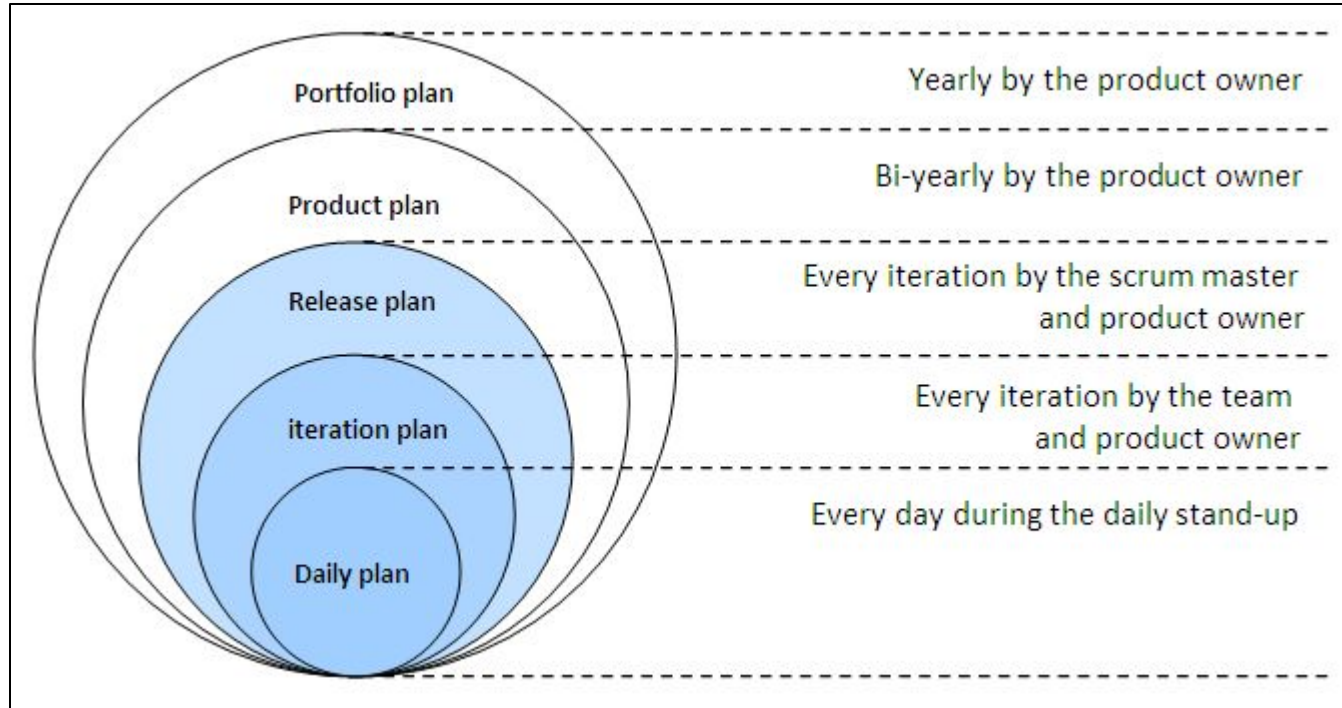 Portfolio plan
Yearly by the product owner
Product plan
Bi-yearly by the product owner
Release plan
Every iteration by the scrum master
and product owner
iteration plan
Every iteration by the team
and product owner
Daily plan
Every day during the daily stand-up